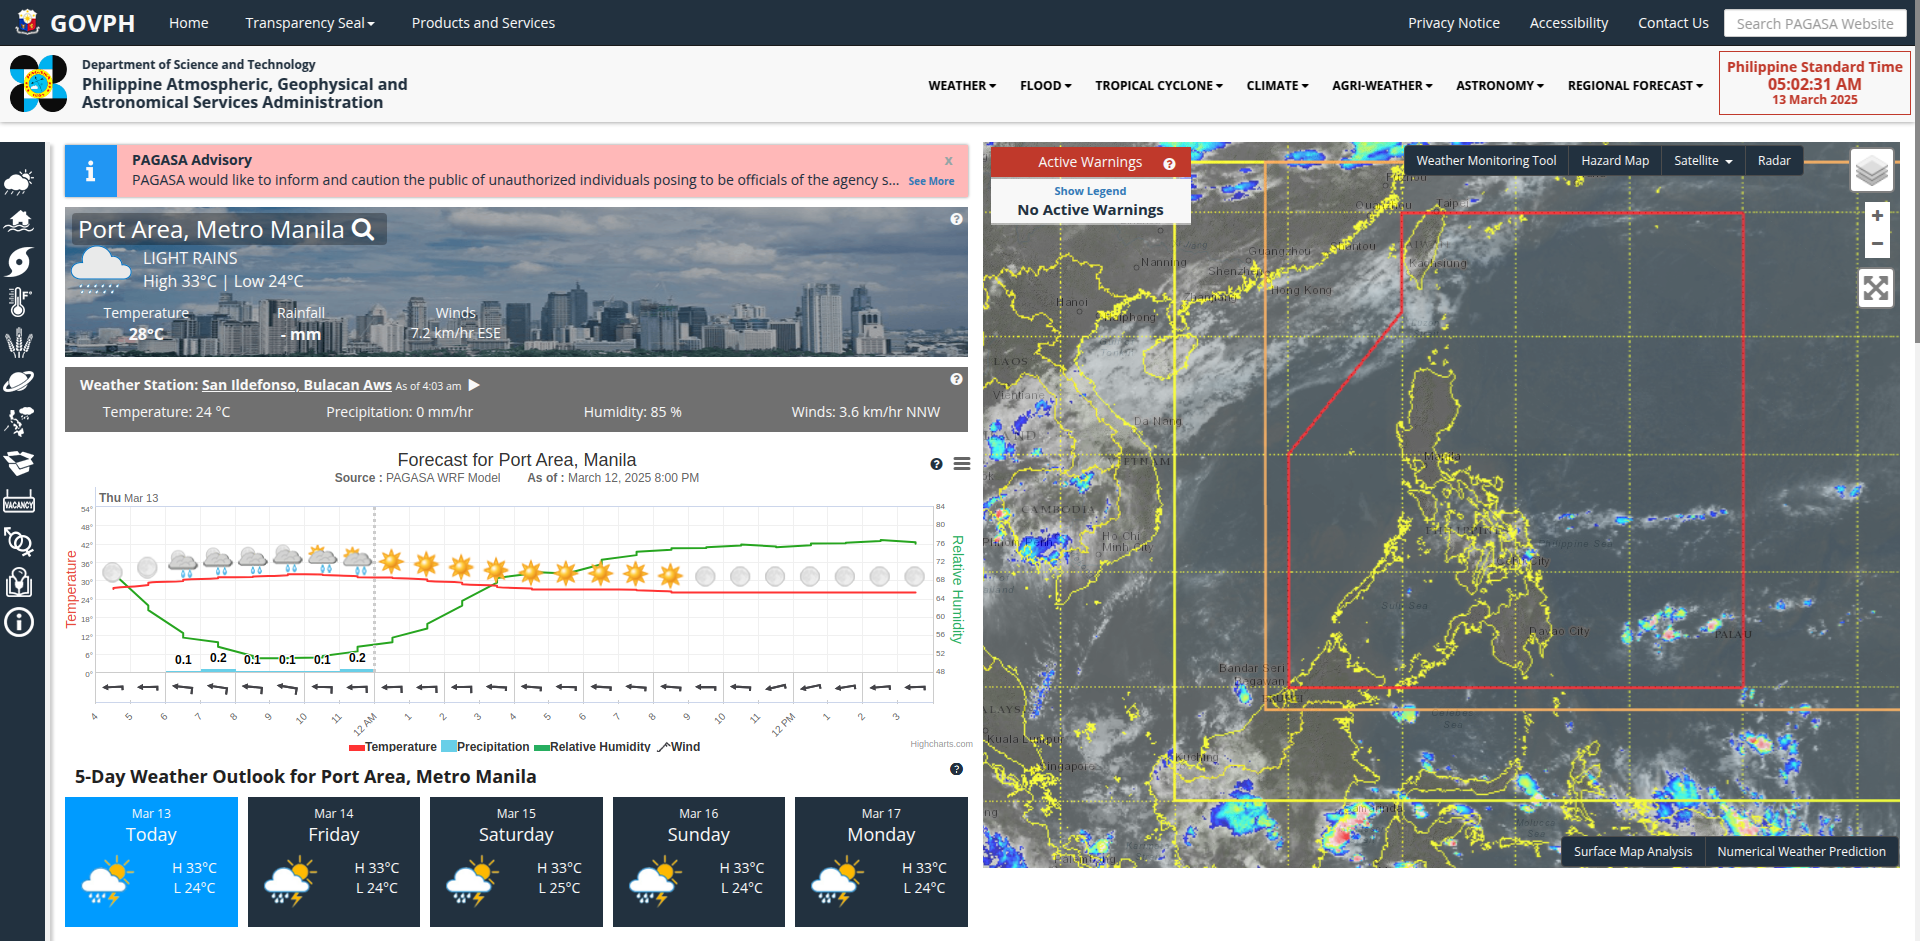 GOVPH
Home
Transparency Seal
Products and Services
Privacy Notice
Accessibility
Contact Us
Search PAGASA Website
Department of Science and Technology
Philippine Atmospheric, Geophysical and
Astronomical Services Administration
WEATHER
FLOOD
TROPICAL CYCLONE
CLIMATE
AGRI-WEATHER
ASTRONOMY
REGIONAL FORECAST
Philippine Standard Time
05:02:31 AM
13 March 2025
VACANCY
PAGASA Advisory
x
PAGASA would like to inform and caution the public of unauthorized individuals posing to be officials of the agency s... See More
Port Area, Metro Manila
LIGHT RAINS
High 33°C | Low 24°C
Temperature
28°C
Rainfall
- mm
Winds
7.2 km/hr ESE
Weather Station: San Ildefonso, Bulacan Aws As of 4:03 am
Temperature: 24 °C
Precipitation: 0 mm/hr
Humidity: 85 %
Winds: 3.6 km/hr NNW
Forecast for Port Area, Manila
Source : PAGASA WRF Model As of : March 12, 2025 8:00 PM
Thu Mar 13
Temperature
54°
48°
42°
36°
30°
24°
18°
12°
6°
0°
84
80
76
72
68
64
60
56
52
48
Relative Humidity
0.1
0.2
0.1
0.1
0.1
0.2
4 5 6 7 8 9 10 11 12 AM 1 2 3 4 5 6 7 8 9 10 11 12 PM 1 2 3
Temperature Precipitation Relative Humidity Wind
Highcharts.com
5-Day Weather Outlook for Port Area, Metro Manila
Mar 13
Today
H 33°C
L 24°C
Mar 14
Friday
H 33°C
L 24°C
Mar 15
Saturday
H 33°C
L 25°C
Mar 16
Sunday
H 33°C
L 24°C
Mar 17
Monday
H 33°C
L 24°C
Active Warnings
Show Legend
No Active Warnings
Weather Monitoring Tool
Hazard Map
Satellite
Radar
+
−
Taipei
Guangzhou
Shantou
Nanning
Shenzhen
Kaohsiung
Hong Kong
Hanoi
Haiphong
LAOS
Vientiane
Da Nang
VIETNAM
Manila
CAMBODIA
Ho Chi
Minh City
Sulu Sea
Davao City
PALAU
Bandar Seri
Begawan
Celebes
Sea
Kuala Lumpur
Kuching
Singapore
Surface Map Analysis
Numerical Weather Prediction